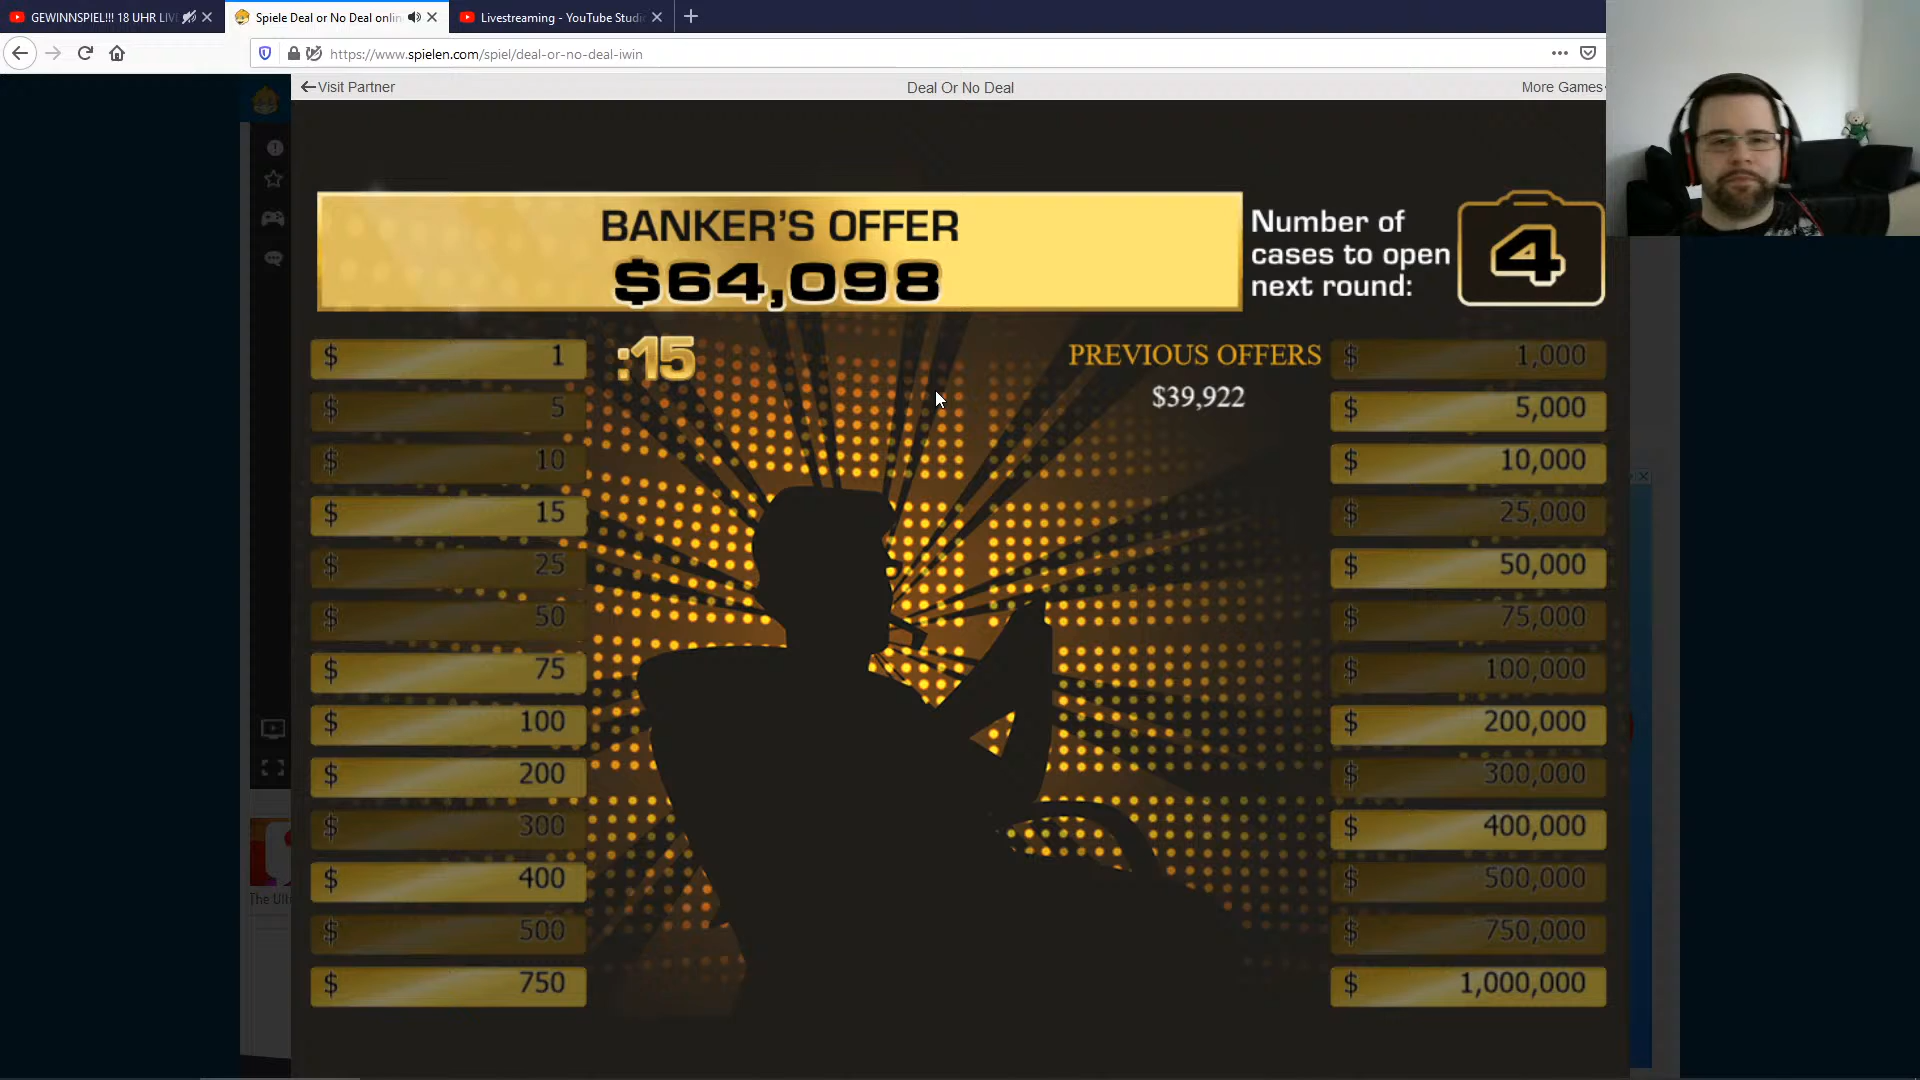 GEWINNSPIEL!!! 18 UHR LIV
Spiele Deal or No Deal onlin
Livestreaming - YouTube Studi
https://www.spielen.com/spiel/deal-or-no-deal-iwin
Visit Partner
Deal Or No Deal
More Games
BANKER'S OFFER
$64,098
Number of
cases to open
next round:
4
:15
PREVIOUS OFFERS
$39,922
$ 1
$ 5
$ 10
$ 15
$ 25
$ 50
$ 75
$ 100
$ 200
$ 300
$ 400
$ 500
$ 750
$ 1,000
$ 5,000
$ 10,000
$ 25,000
$ 50,000
$ 75,000
$ 100,000
$ 200,000
$ 300,000
$ 400,000
$ 500,000
$ 750,000
$ 1,000,000
The Ult